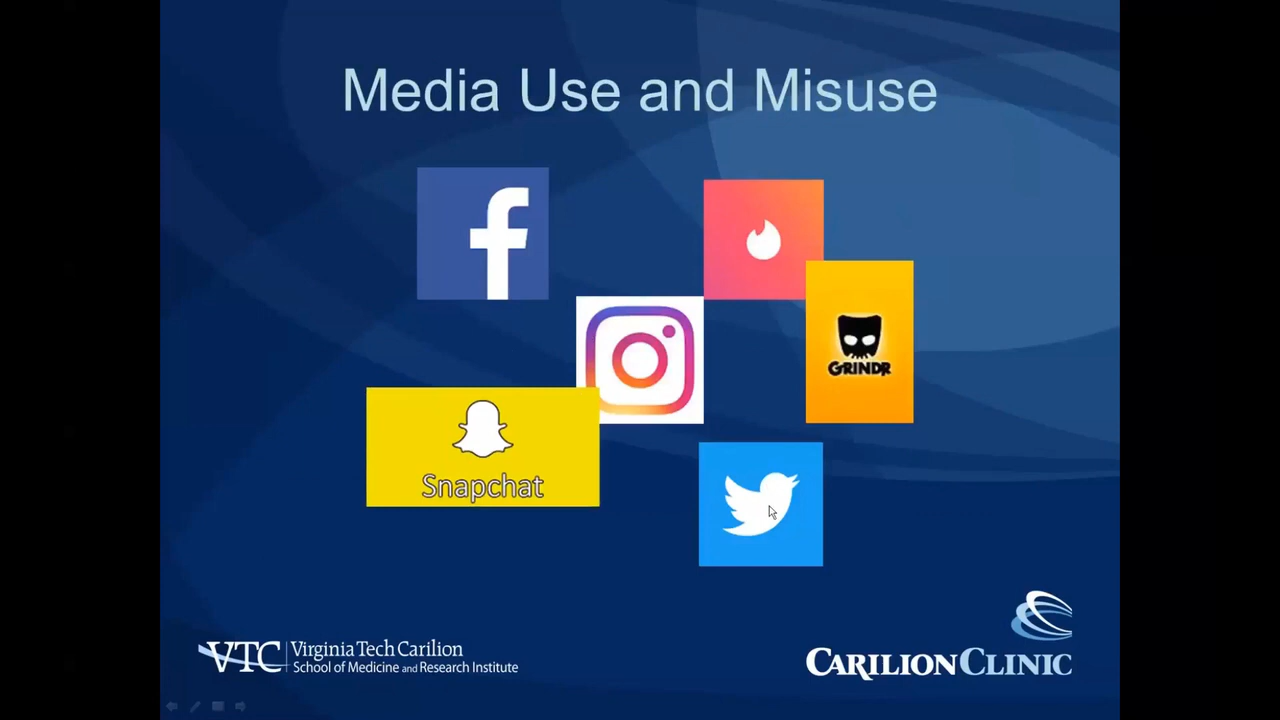 Media Use and Misuse
GRINDR
Snapchat
VTC
Virginia Tech Carilion
School of Medicine and Research Institute
CARILION CLINIC